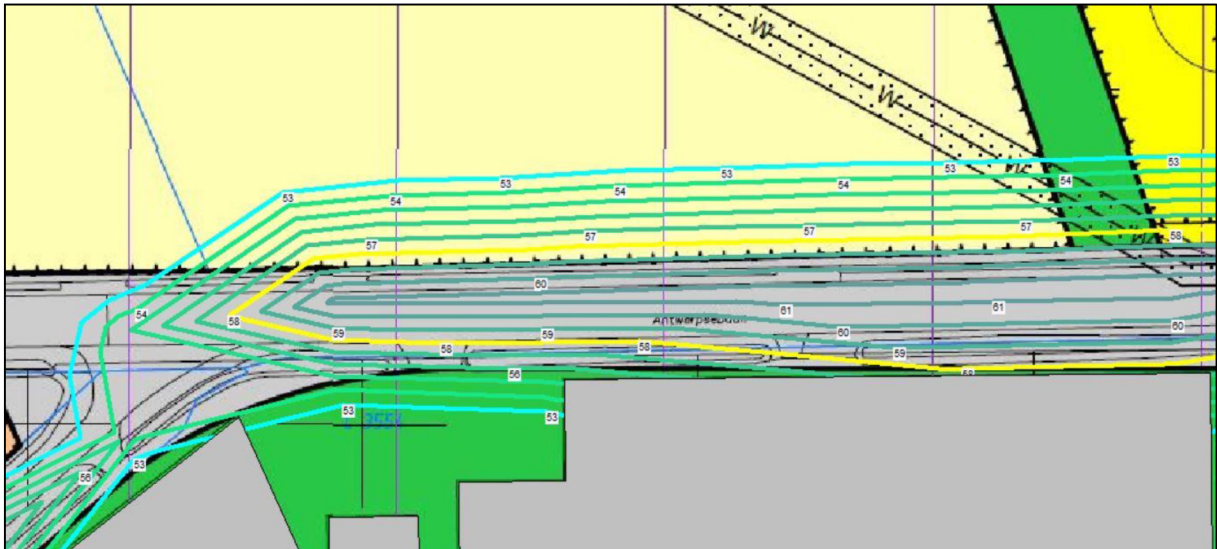 W
W
53 53 53 53 53 W
54 54 54 54
57 57 57 57 58 W
60
54 58 61 61
Antwerpsebaan
59 59 60 60
58 58 59
56 58
53 53
53
56